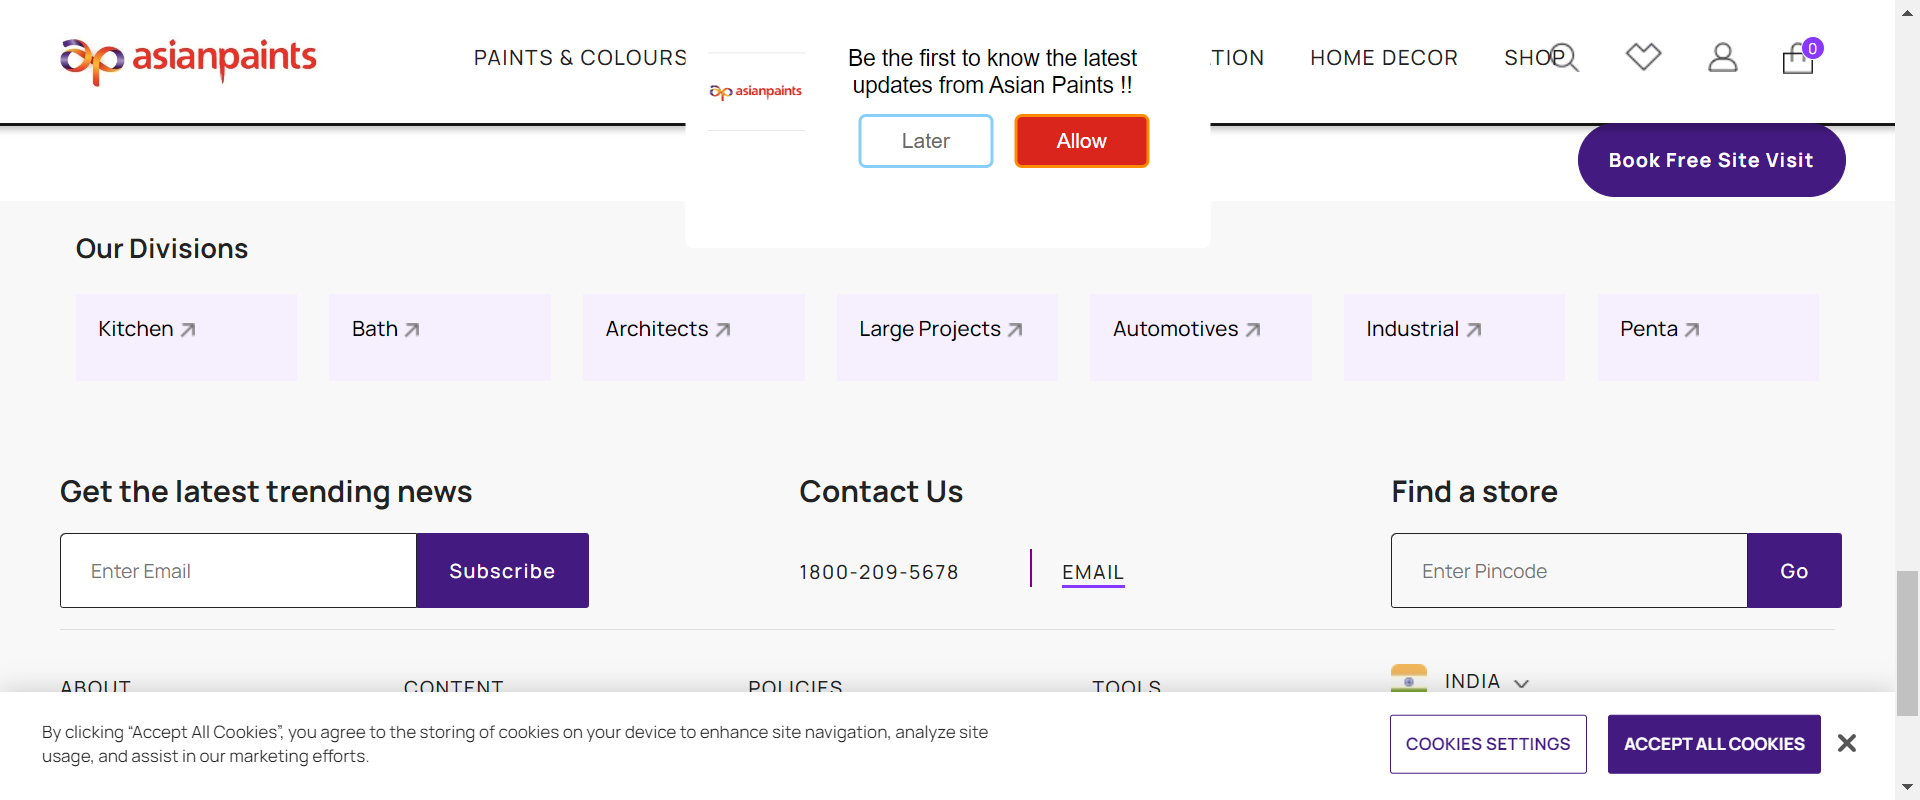 asianpaints
PAINTS & COLOURS
TION
HOME DECOR
SHOP
0
asianpaints
Be the first to know the latest
updates from Asian Paints !!
Later
Allow
Book Free Site Visit
Our Divisions
Kitchen
Bath
Architects
Large Projects
Automotives
Industrial
Penta
Get the latest trending news
Enter Email
Subscribe
Contact Us
1800-209-5678
EMAIL
Find a store
Enter Pincode
Go
ABOUT
CONTENT
POLICIES
TOOLS
INDIA
By clicking “Accept All Cookies”, you agree to the storing of cookies on your device to enhance site navigation, analyze site
usage, and assist in our marketing efforts.
COOKIES SETTINGS
ACCEPT ALL COOKIES